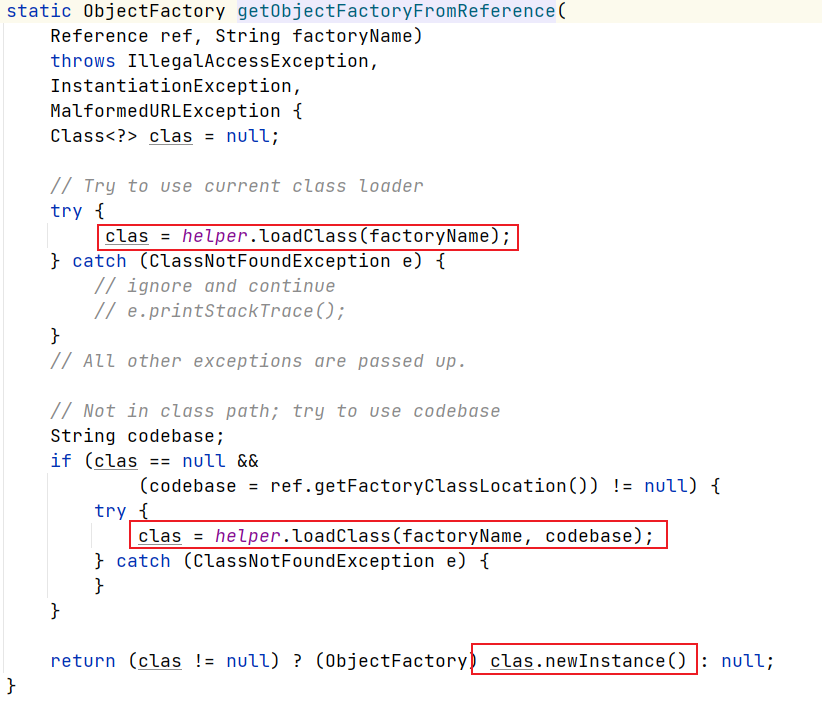 static ObjectFactory getObjectFactoryFromReference(
Reference ref, String factoryName)
throws IllegalAccessException,
InstantiationException,
MalformedURLException {
Class<?> clas = null;
// Try to use current class loader
try {
clas = helper.loadClass(factoryName);
} catch (ClassNotFoundException e) {
// ignore and continue
// e.printStackTrace();
}
// All other exceptions are passed up.
// Not in class path; try to use codebase
String codebase;
if (clas == null &&
(codebase = ref.getFactoryClassLocation()) != null) {
try {
clas = helper.loadClass(factoryName, codebase);
} catch (ClassNotFoundException e) {
}
}
return (clas != null) ? (ObjectFactory) clas.newInstance() : null;
}